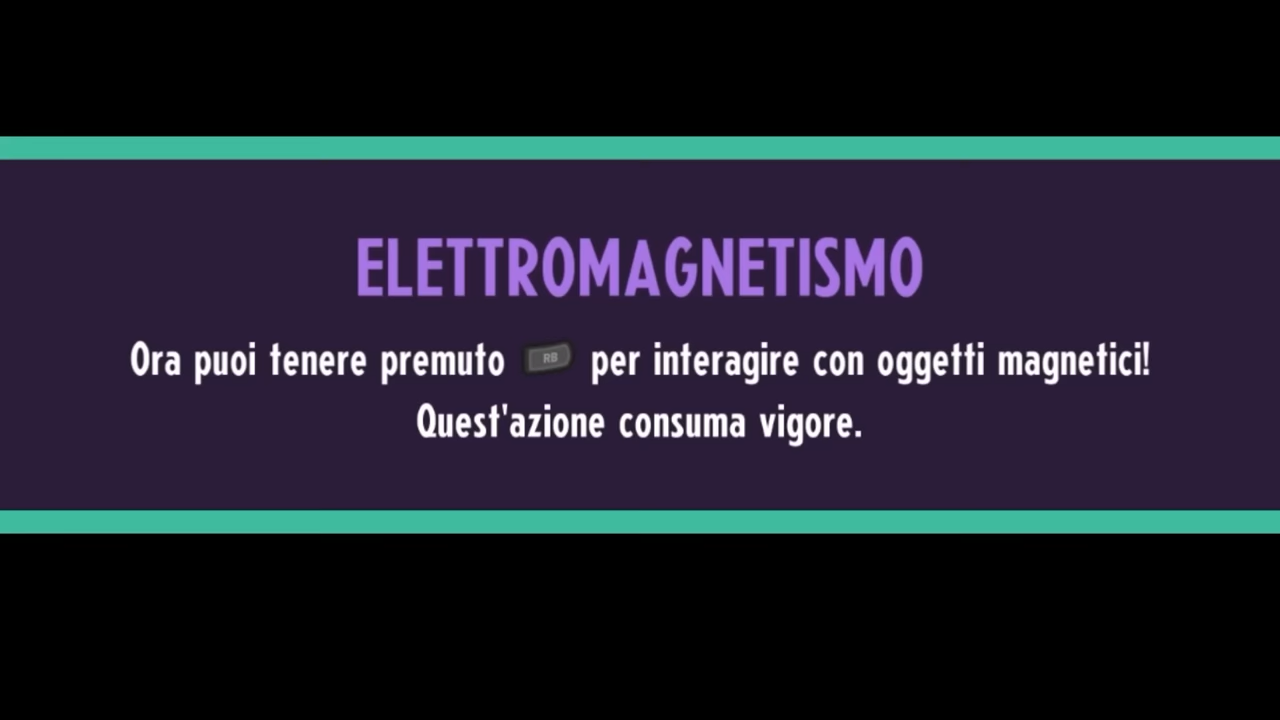 ELETTROMAGNETISMO
Ora puoi tenere premuto RB per interagire con oggetti magnetici!
Quest'azione consuma vigore.